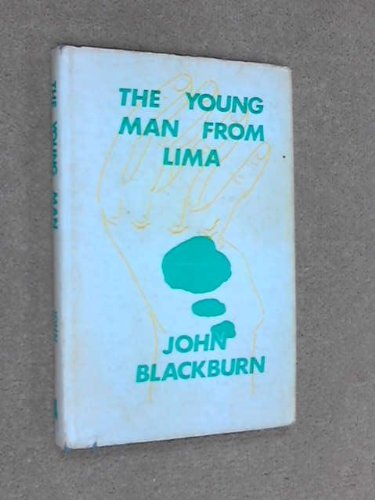 THE YOUNG
MAN FROM
LIMA
JOHN
BLACKBURN
THE YOUNG MAN